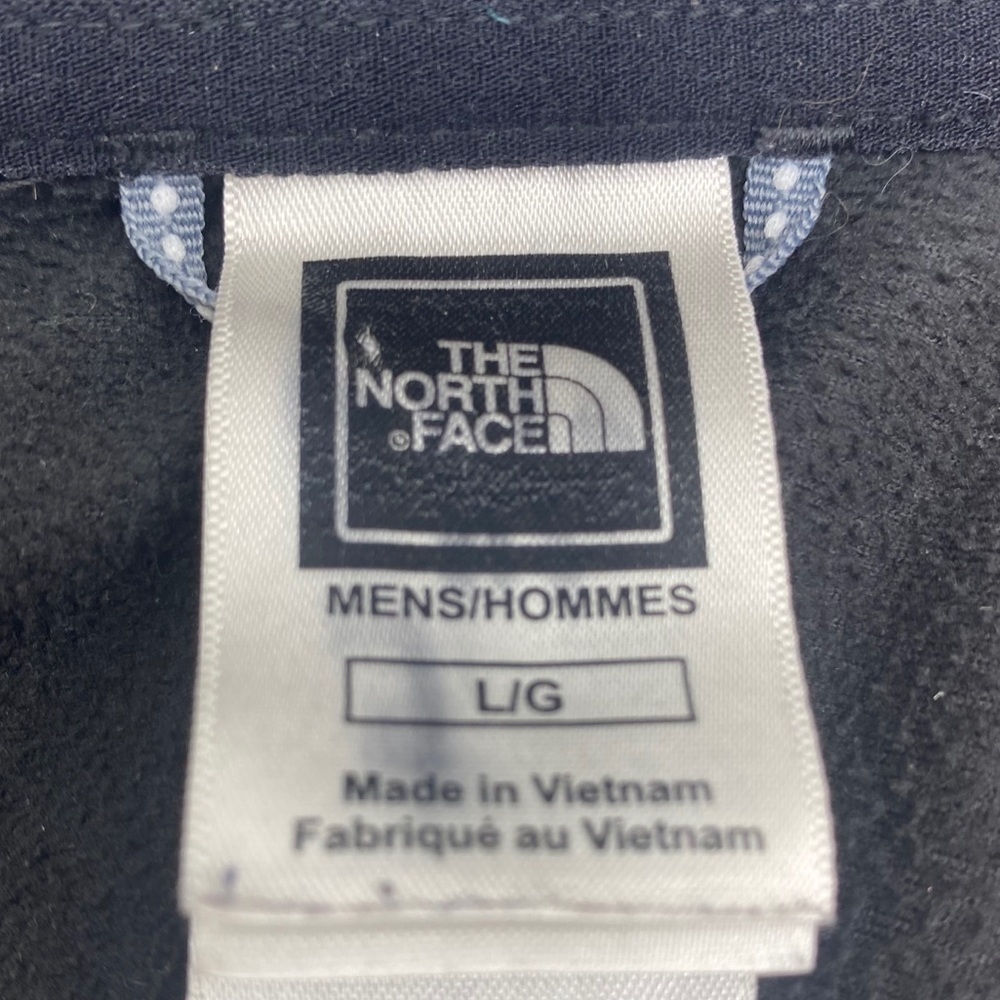 THE
NORTH
®FACE
MENS/HOMMES
L/G
Made in Vietnam
Fabriqué au Vietnam